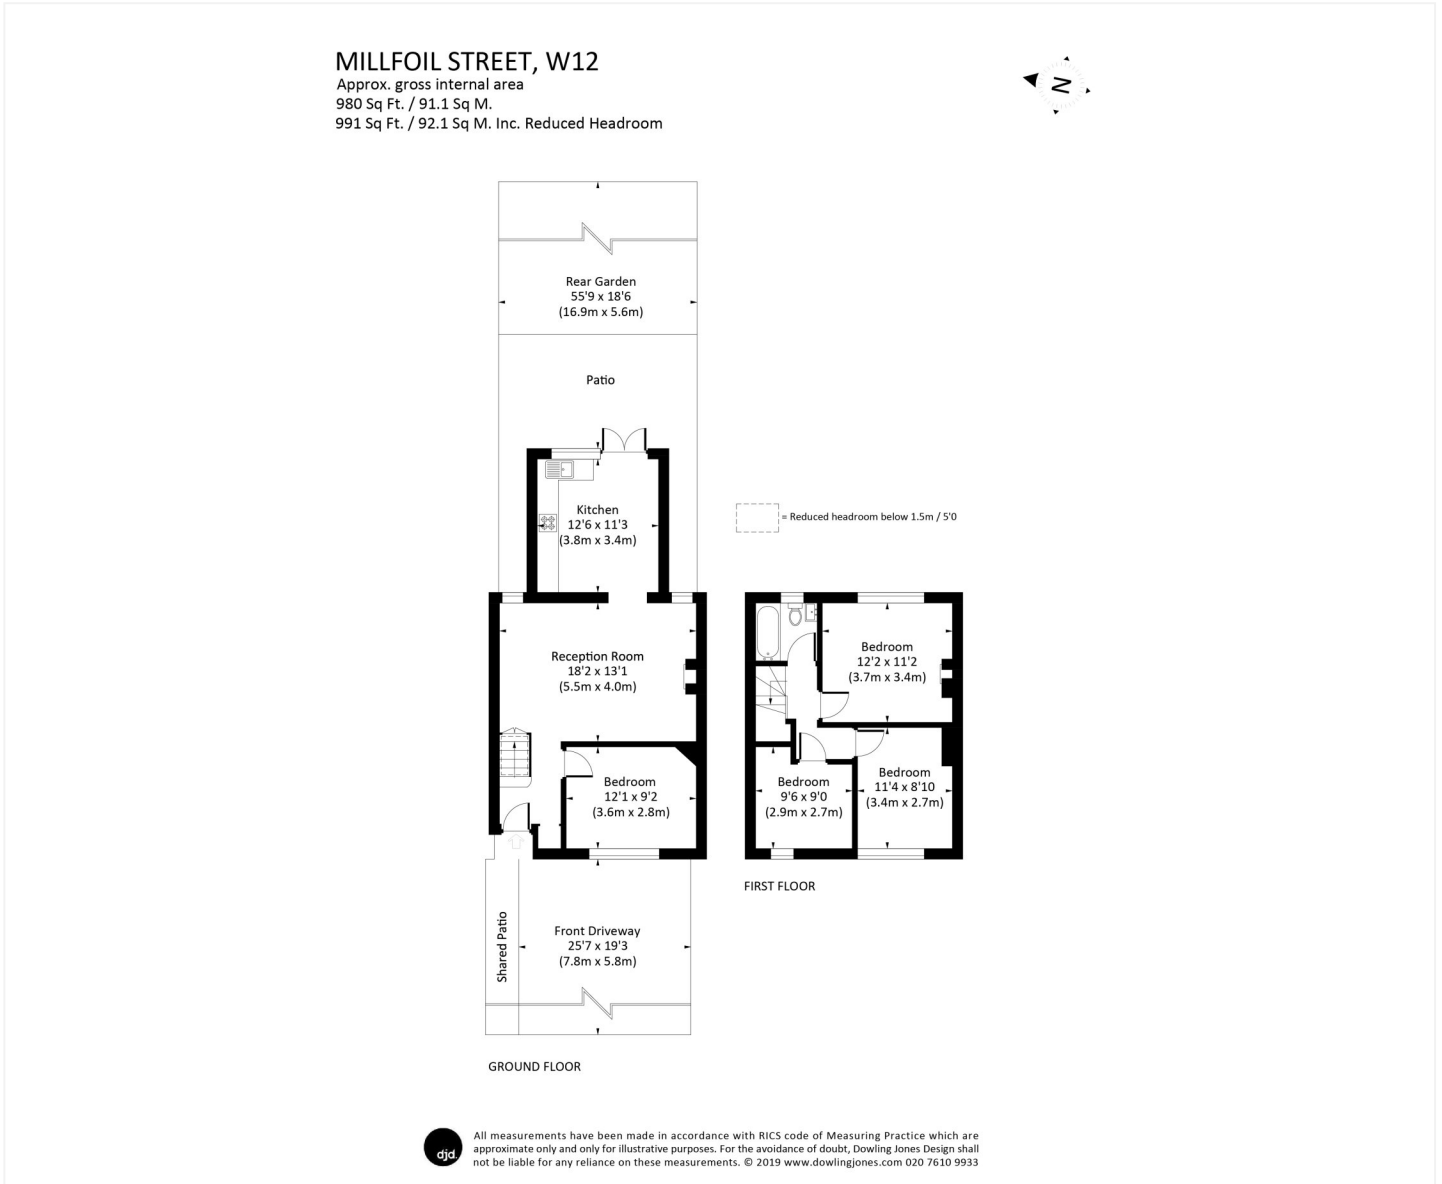 MILLFOIL STREET, W12
Approx. gross internal area
980 Sq Ft. / 91.1 Sq M.
991 Sq Ft. / 92.1 Sq M. Inc. Reduced Headroom
N
Rear Garden
55'9 x 18'6
(16.9m x 5.6m)
Patio
Kitchen
12'6 x 11'3
(3.8m x 3.4m)
= Reduced headroom below 1.5m / 5'0
Reception Room
18'2 x 13'1
(5.5m x 4.0m)
Bedroom
12'1 x 9'2
(3.6m x 2.8m)
Bedroom
12'2 x 11'2
(3.7m x 3.4m)
Bedroom
9'6 x 9'0
(2.9m x 2.7m)
Bedroom
11'4 x 8'10
(3.4m x 2.7m)
FIRST FLOOR
Shared Patio
Front Driveway
25'7 x 19'3
(7.8m x 5.8m)
GROUND FLOOR
djd.
All measurements have been made in accordance with RICS code of Measuring Practice which are
approximate only and only for illustrative purposes. For the avoidance of doubt, Dowling Jones Design shall
not be liable for any reliance on these measurements. © 2019 www.dowlingjones.com 020 7610 9933